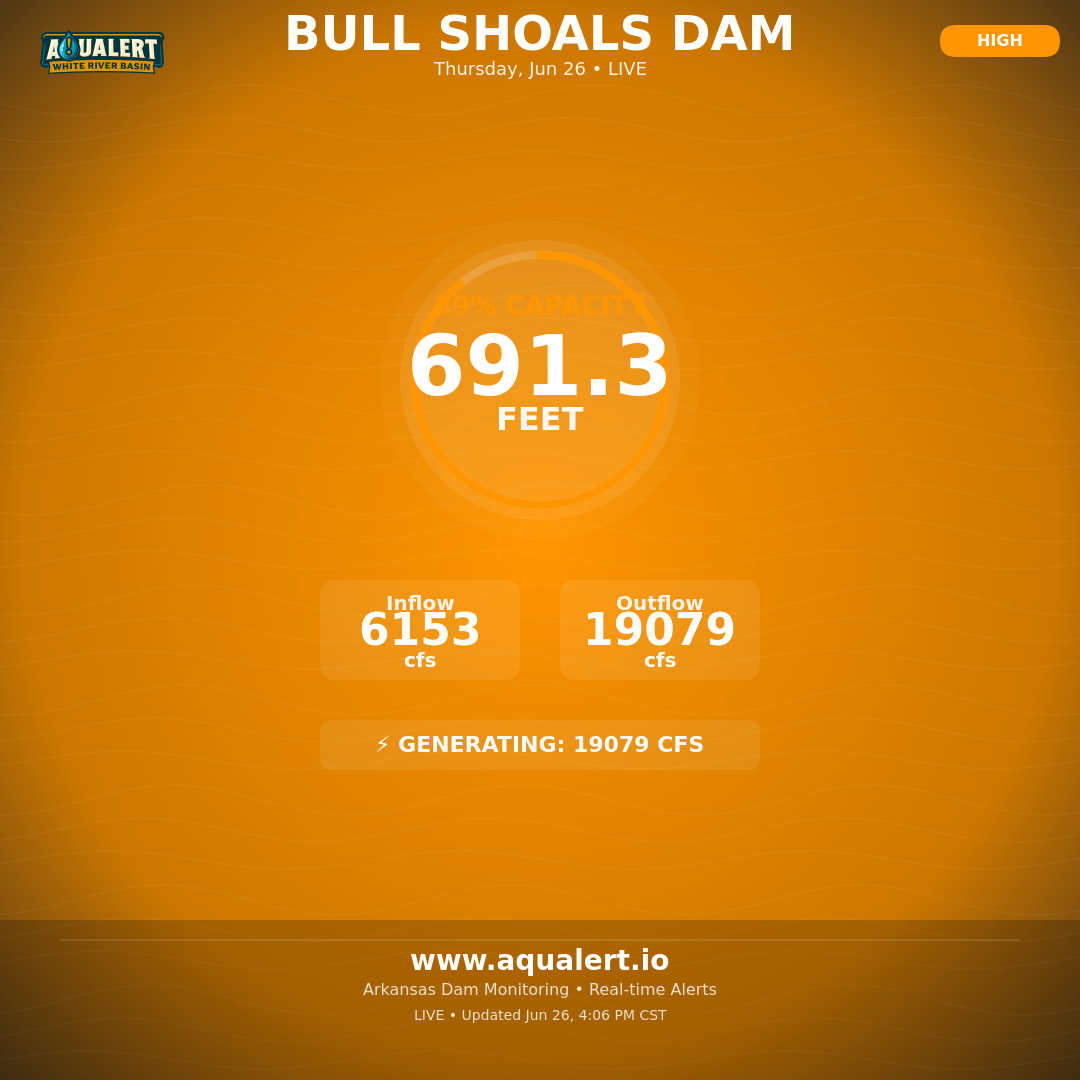 AQUALERT
WHITE RIVER BASIN
BULL SHOALS DAM
Thursday, Jun 26 • LIVE
HIGH
89% CAPACITY
691.3
FEET
Inflow
6153
cfs
Outflow
19079
cfs
⚡ GENERATING: 19079 CFS
www.aqualert.io
Arkansas Dam Monitoring • Real-time Alerts
LIVE • Updated Jun 26, 4:06 PM CST